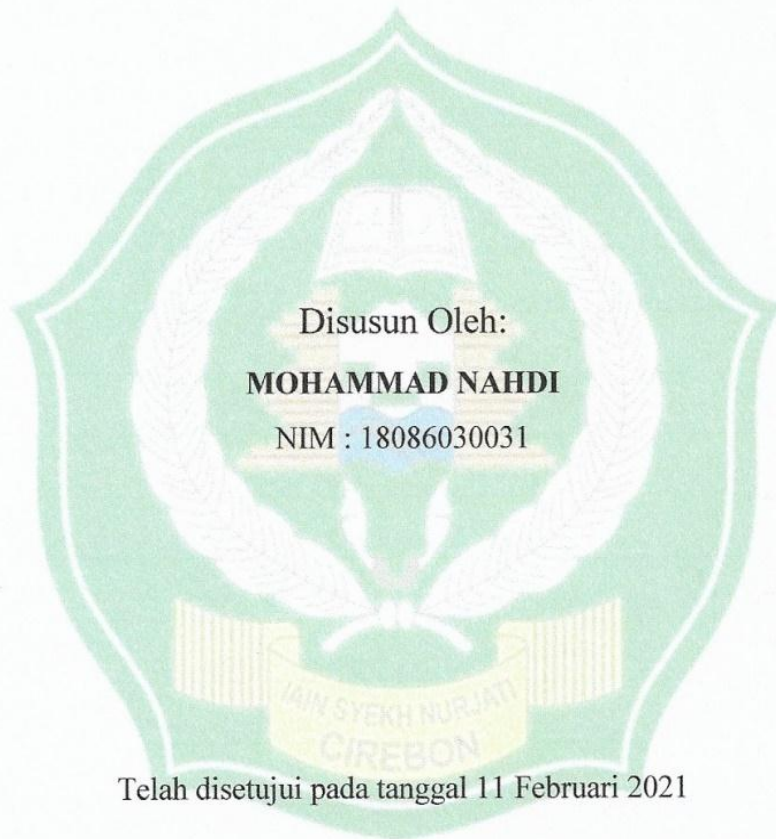 Disusun Oleh:
MOHAMMAD NAHDI
NIM : 18086030031
IAIN SYEKH NURJATI
CIREBON
Telah disetujui pada tanggal 11 Februari 2021